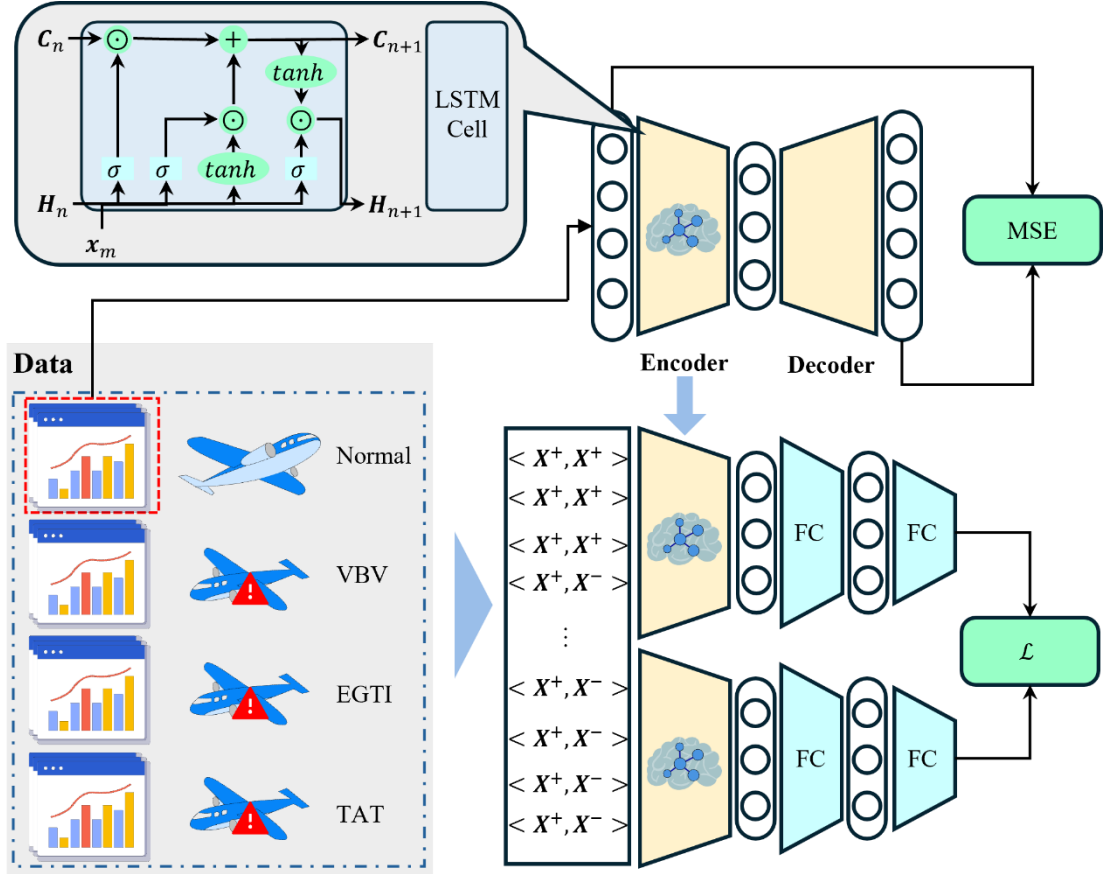 C_n
⊙
+
C_{n+1}
tanh
⊙
⊙
σ
σ
tanh
σ
H_n
H_{n+1}
x_m
LSTM
Cell
MSE
Encoder
Decoder
Data
Normal
VBV
EGTI
TAT
< X^+, X^+ >
< X^+, X^+ >
< X^+, X^+ >
< X^+, X^- >
⋮
< X^+, X^- >
< X^+, X^- >
< X^+, X^- >
< X^+, X^- >
FC
FC
FC
FC
ℒ